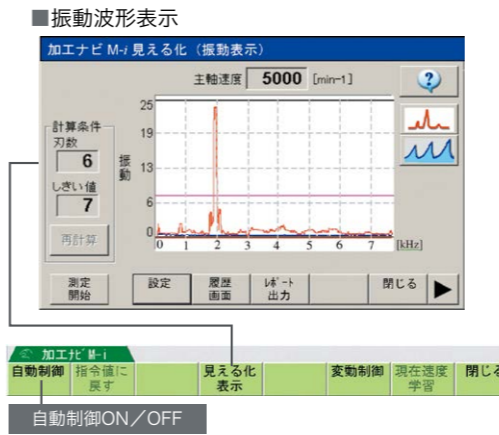 ■振動波形表示
加工ナビ M-i 見える化（振動表示）
主軸速度 5000 [min-1]
?
計算条件
刃数
6
しきい値
7
再計算
振動
25
19
13
6
0
0 1 2 3 4 5 6 7 [kHz]
測定開始 設定 履歴画面 ﾚﾎﾟｰﾄ出力 閉じる
加工ﾅﾋﾞ M-i
自動制御 指令値に戻す 見える化表示 変動制御 現在速度学習 閉じる
自動制御ON／OFF